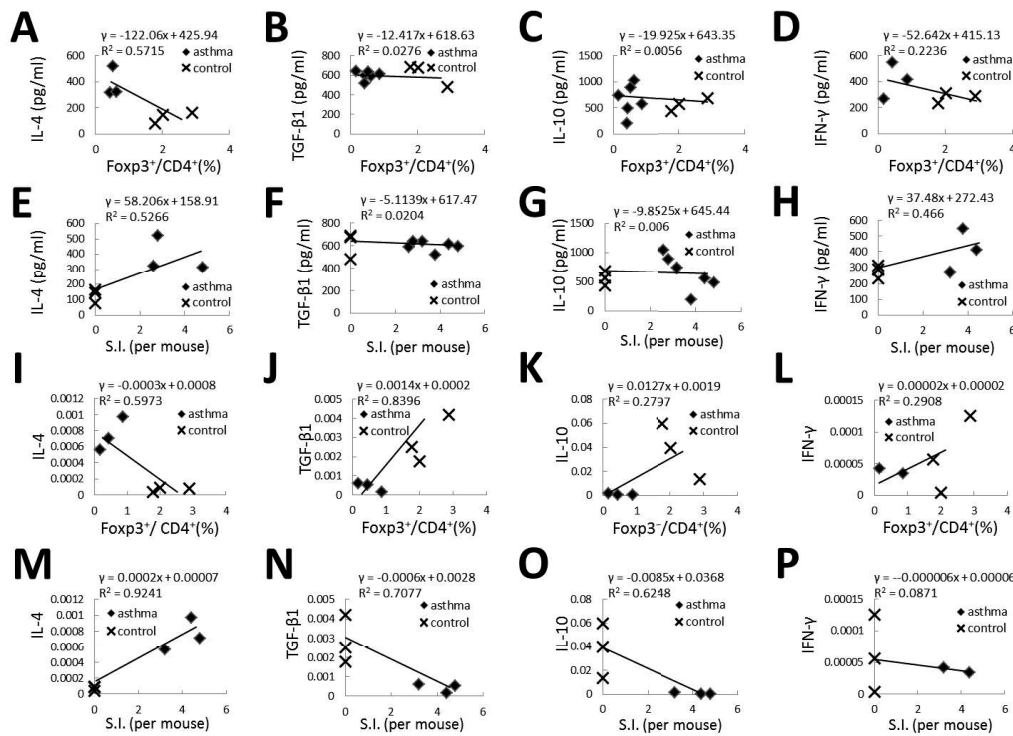 A
y = -122.06x + 425.94
R² = 0.5715
600
400
200
0
IL-4 (pg/ml)
asthma
control
0 2 4
Foxp3⁺/CD4⁺(%)
B
y = -12.417x + 618.63
R² = 0.0276
800
600
400
200
0
TGF-β1 (pg/ml)
asthma
control
0 2 4
Foxp3⁺/CD4⁺(%)
C
y = -19.925x + 643.35
R² = 0.0056
1500
1000
500
0
IL-10 (pg/ml)
asthma
control
0 2 4
Foxp3⁺/CD4⁺(%)
D
y = -52.642x + 415.13
R² = 0.2236
600
400
200
0
IFN-γ (pg/ml)
asthma
control
0 2 4
Foxp3⁺/CD4⁺(%)
E
y = 58.206x + 158.91
R² = 0.5266
600
500
400
300
200
100
0
IL-4 (pg/ml)
asthma
control
0 2 4 6
S.I. (per mouse)
F
y = -5.1139x + 617.47
R² = 0.0204
800
600
400
200
0
TGF-β1 (pg/ml)
asthma
control
0 2 4 6
S.I. (per mouse)
G
y = -9.8525x + 645.44
R² = 0.006
1500
1000
500
0
IL-10 (pg/ml)
asthma
control
0 2 4 6
S.I. (per mouse)
H
y = 37.48x + 272.43
R² = 0.466
600
500
400
300
200
100
0
IFN-γ (pg/ml)
asthma
control
0 2 4 6
S.I. (per mouse)
I
y = -0.0003x + 0.0008
R² = 0.5973
0.0012
0.001
0.0008
0.0006
0.0004
0.0002
0
IL-4
asthma
control
0 1 2 3 4
Foxp3⁺/ CD4⁺(%)
J
y = 0.0014x + 0.0002
R² = 0.8396
0.005
0.004
0.003
0.002
0.001
0
TGF-β1
asthma
control
0 1 2 3 4
Foxp3⁺/CD4⁺(%)
K
y = 0.0127x + 0.0019
R² = 0.2797
0.08
0.06
0.04
0.02
0
IL-10
asthma
control
0 1 2 3 4
Foxp3⁻/CD4⁺(%)
L
y = 0.00002x + 0.00002
R² = 0.2908
0.00015
0.0001
0.00005
0
IFN-γ
asthma
control
0 1 2 3 4
Foxp3⁺/CD4⁺(%)
M
y = 0.0002x + 0.00007
R² = 0.9241
0.0012
0.001
0.0008
0.0006
0.0004
0.0002
0
IL-4
asthma
control
0 2 4 6
S.I. (per mouse)
N
y = -0.0006x + 0.0028
R² = 0.7077
0.005
0.004
0.003
0.002
0.001
0
TGF-β1
asthma
control
0 2 4 6
S.I. (per mouse)
O
y = -0.0085x + 0.0368
R² = 0.6248
0.08
0.06
0.04
0.02
0
IL-10
asthma
control
0 2 4 6
S.I. (per mouse)
P
y = --0.000006x + 0.00006
R² = 0.0871
0.00015
0.0001
0.00005
0
IFN-γ
asthma
control
0 2 4 6
S.I. (per mouse)